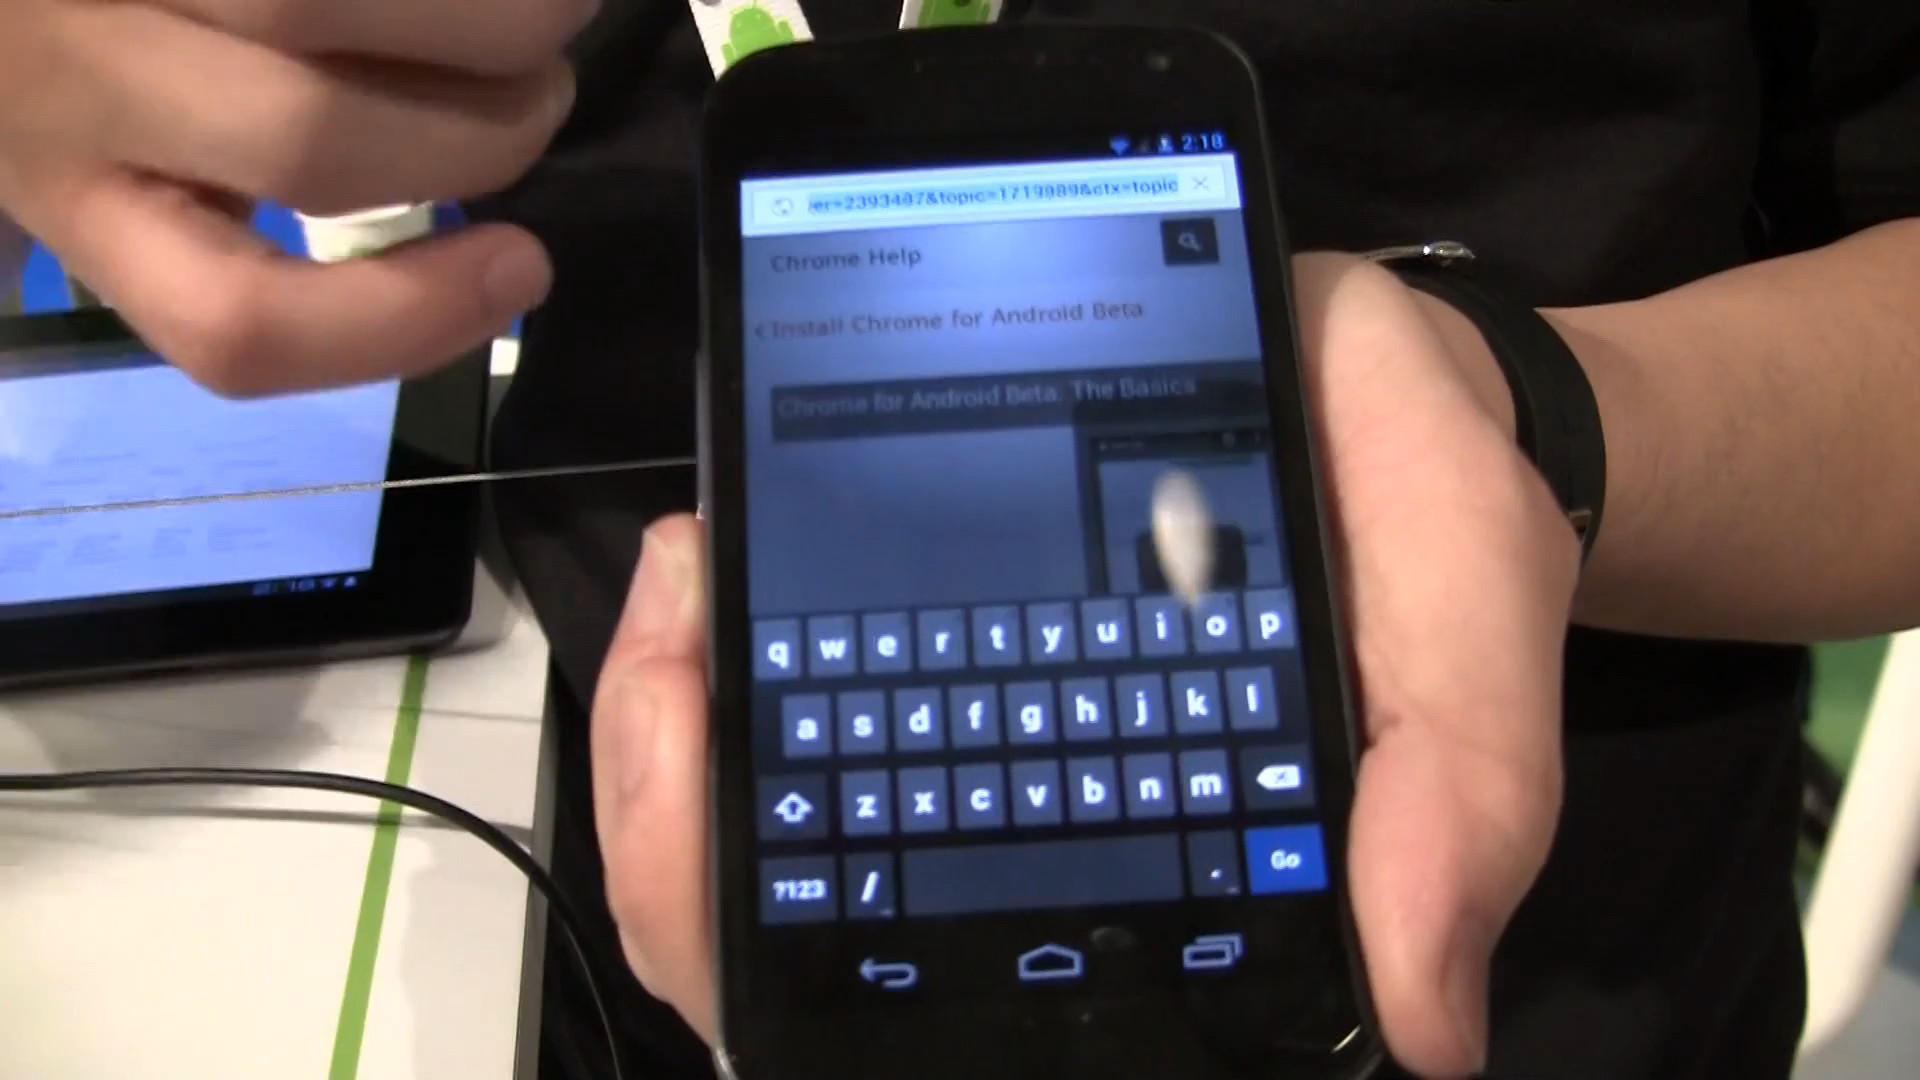 2:18
er=2393497&topic=1719989&ctx=topic
Chrome Help
Install Chrome for Android Beta
Chrome for Android Beta: The Basics
q w e r t y u i o p
a s d f g h j k l
z x c v b n m
?123 / . Go